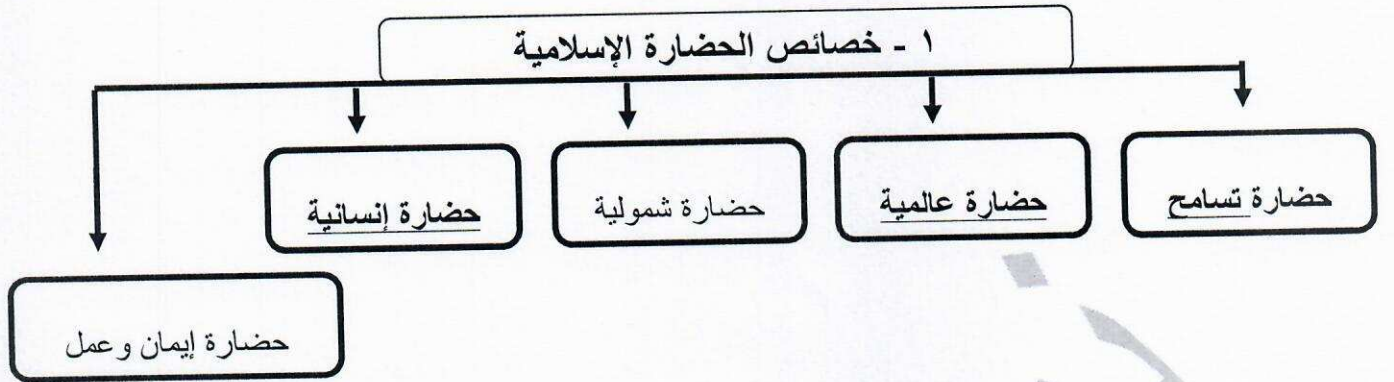 ١ - خصائص الحضارة الإسلامية
حضارة تسامح
حضارة عالمية
حضارة شمولية
حضارة إنسانية
حضارة إيمان وعمل